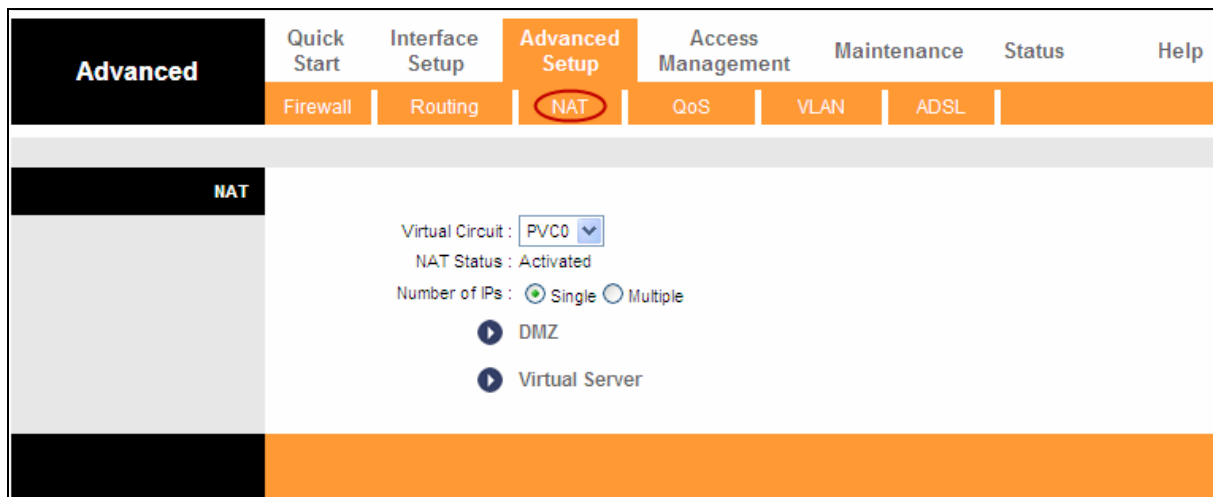 Advanced
Quick Start
Interface Setup
Advanced Setup
Access Management
Maintenance
Status
Help
Firewall
Routing
NAT
QoS
VLAN
ADSL
NAT
Virtual Circuit : PVC0
NAT Status : Activated
Number of IPs : Single Multiple
DMZ
Virtual Server